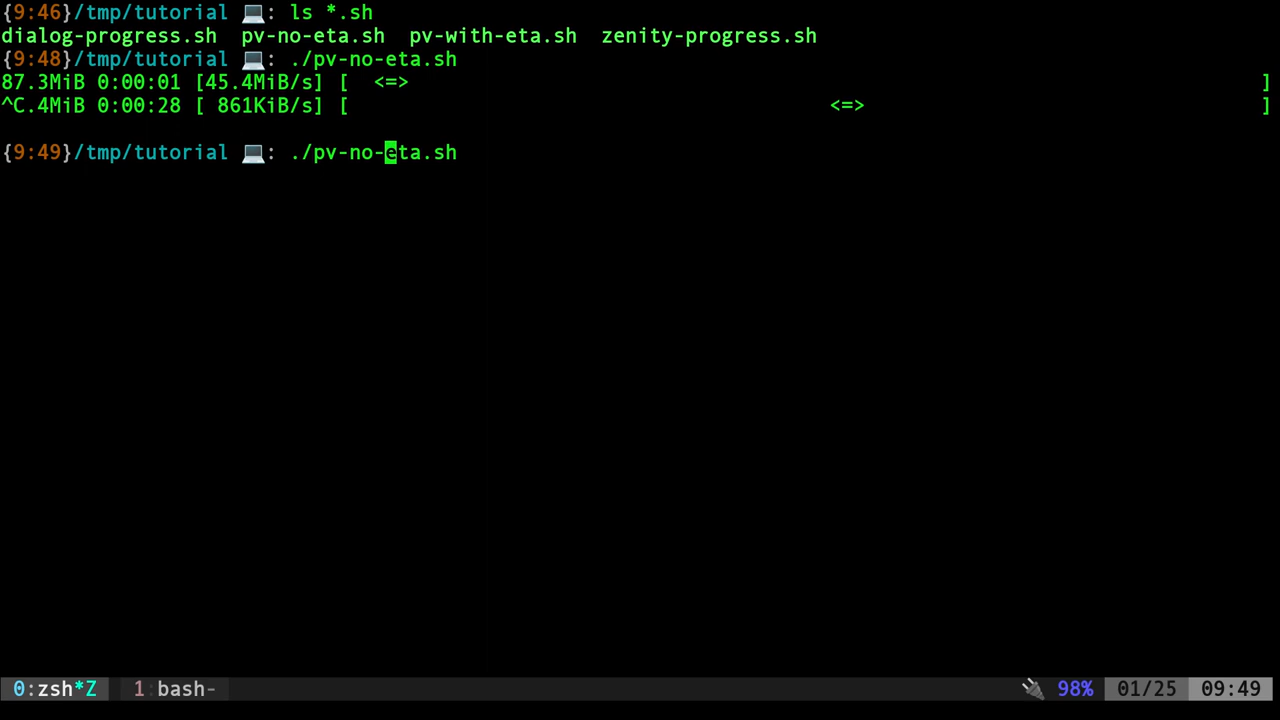 {9:46}/tmp/tutorial 💻: ls *.sh
dialog-progress.sh  pv-no-eta.sh  pv-with-eta.sh  zenity-progress.sh
{9:48}/tmp/tutorial 💻: ./pv-no-eta.sh
87.3MiB 0:00:01 [45.4MiB/s] [  <=>                                                                       ]
^C.4MiB 0:00:28 [ 861KiB/s] [                                        <=>                                 ]
{9:49}/tmp/tutorial 💻: ./pv-no-eta.sh
0:zsh*Z  1:bash-  🔌 98% 01/25 09:49